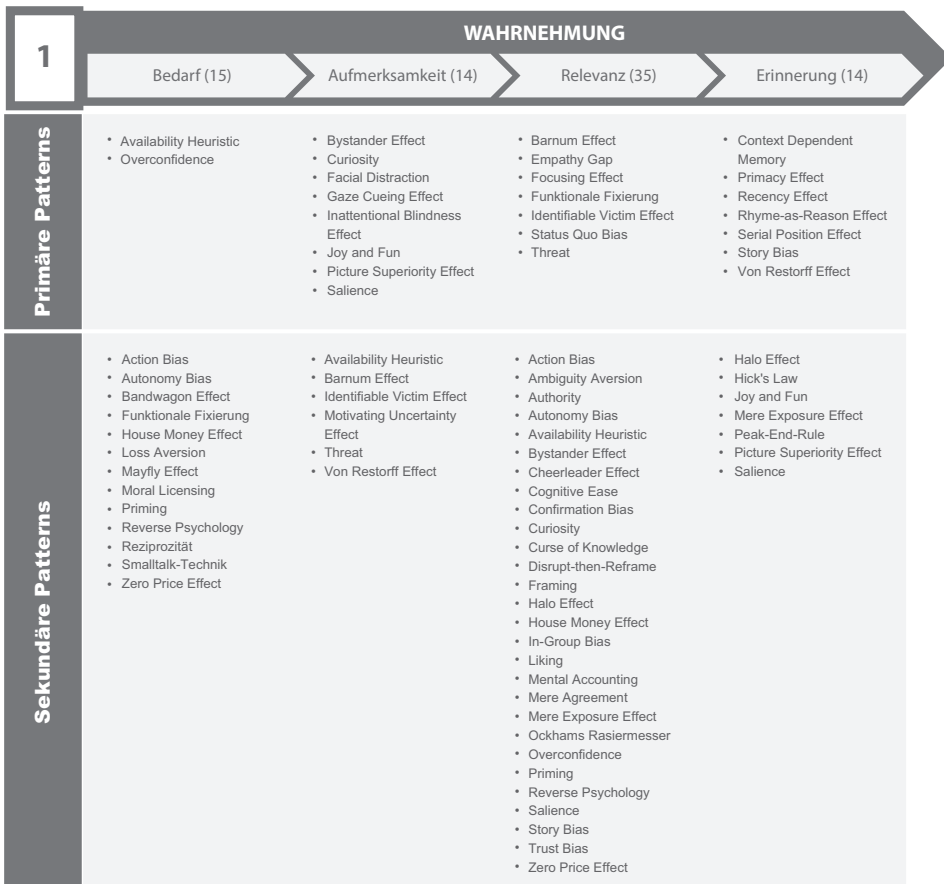 1
WAHRNEHMUNG
Bedarf (15)
Aufmerksamkeit (14)
Relevanz (35)
Erinnerung (14)
Primäre Patterns
• Availability Heuristic
• Overconfidence
• Bystander Effect
• Curiosity
• Facial Distraction
• Gaze Cueing Effect
• Inattentional Blindness
Effect
• Joy and Fun
• Picture Superiority Effect
• Salience
• Barnum Effect
• Empathy Gap
• Focusing Effect
• Funktionale Fixierung
• Identifiable Victim Effect
• Status Quo Bias
• Threat
• Context Dependent
Memory
• Primacy Effect
• Recency Effect
• Rhyme-as-Reason Effect
• Serial Position Effect
• Story Bias
• Von Restorff Effect
Sekundäre Patterns
• Action Bias
• Autonomy Bias
• Bandwagon Effect
• Funktionale Fixierung
• House Money Effect
• Loss Aversion
• Mayfly Effect
• Moral Licensing
• Priming
• Reverse Psychology
• Reziprozität
• Smalltalk-Technik
• Zero Price Effect
• Availability Heuristic
• Barnum Effect
• Identifiable Victim Effect
• Motivating Uncertainty
Effect
• Threat
• Von Restorff Effect
• Action Bias
• Ambiguity Aversion
• Authority
• Autonomy Bias
• Availability Heuristic
• Bystander Effect
• Cheerleader Effect
• Cognitive Ease
• Confirmation Bias
• Curiosity
• Curse of Knowledge
• Disrupt-then-Reframe
• Framing
• Halo Effect
• House Money Effect
• In-Group Bias
• Liking
• Mental Accounting
• Mere Agreement
• Mere Exposure Effect
• Ockhams Rasiermesser
• Overconfidence
• Priming
• Reverse Psychology
• Salience
• Story Bias
• Trust Bias
• Zero Price Effect
• Halo Effect
• Hick's Law
• Joy and Fun
• Mere Exposure Effect
• Peak-End-Rule
• Picture Superiority Effect
• Salience